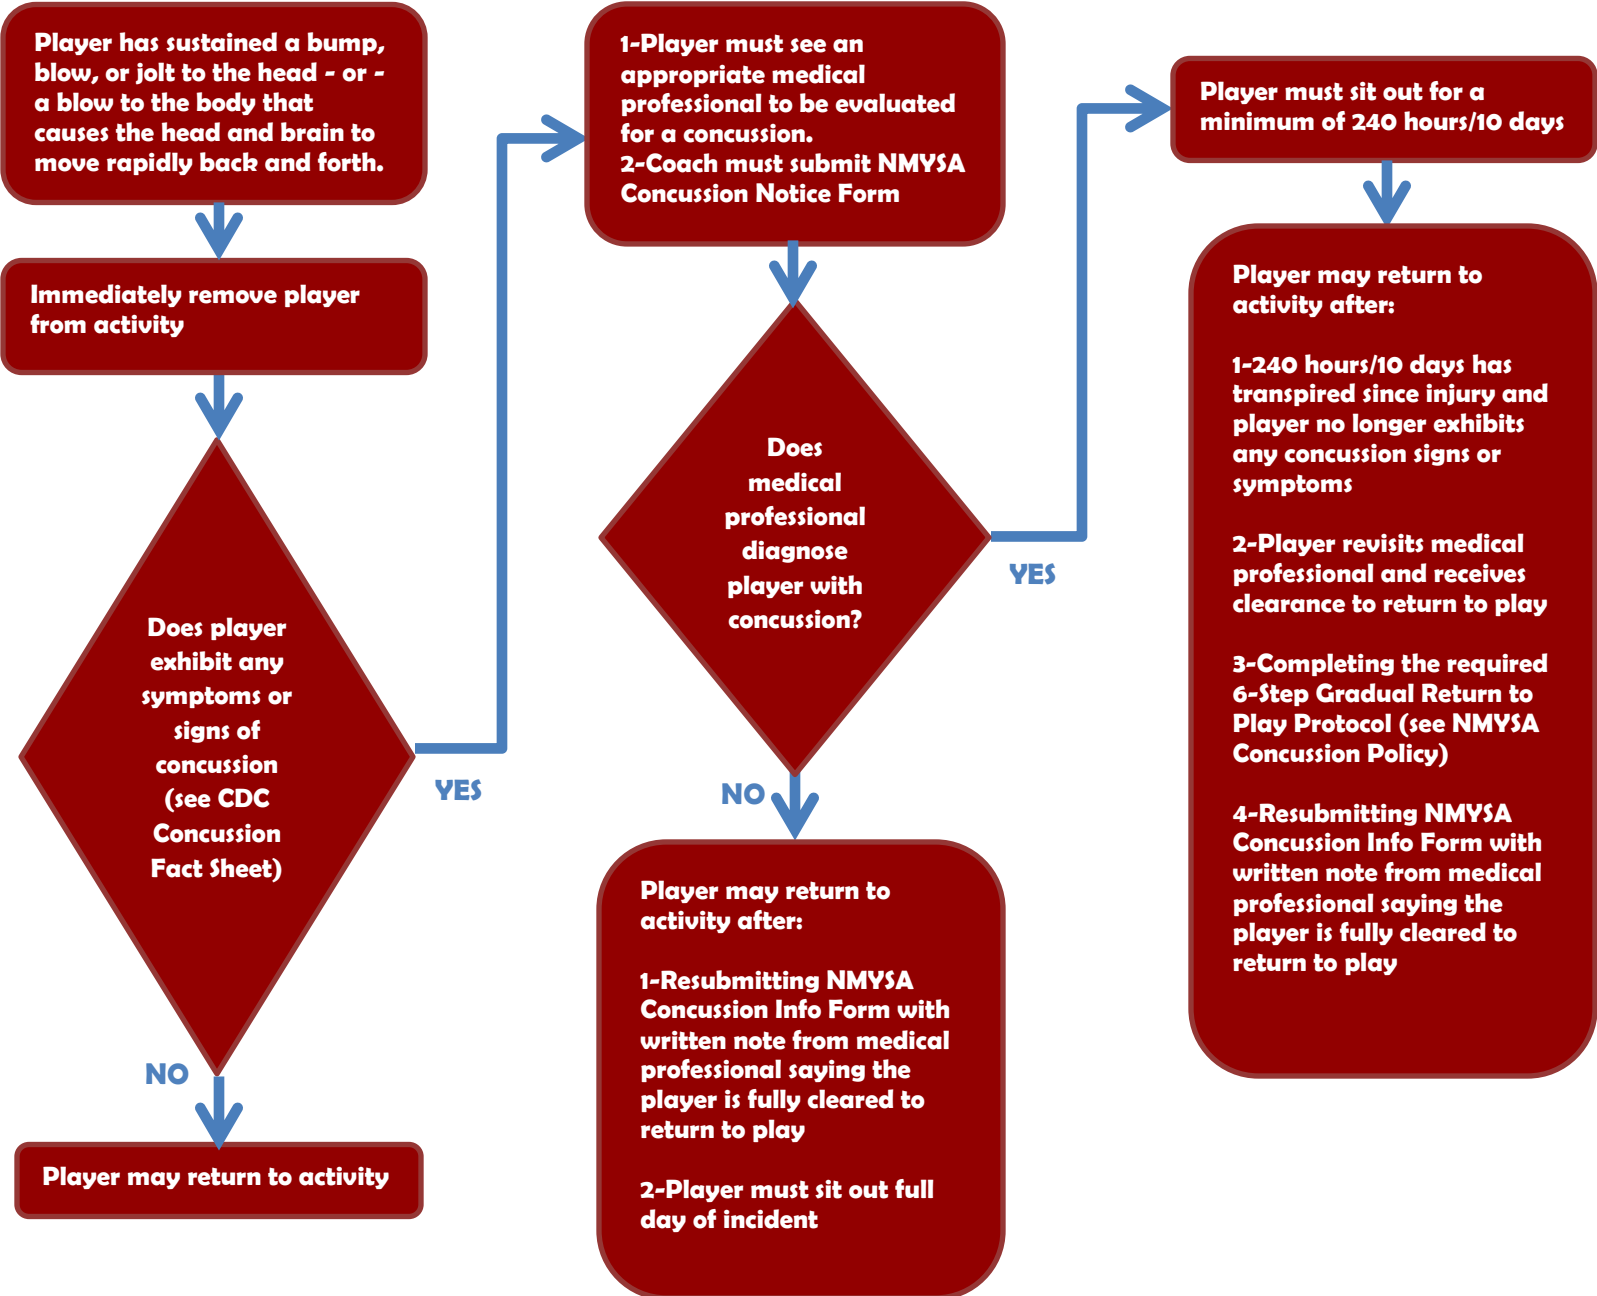 Player has sustained a bump,
blow, or jolt to the head - or -
a blow to the body that
causes the head and brain to
move rapidly back and forth.
Immediately remove player
from activity
Does player
exhibit any
symptoms or
signs of
concussion
(see CDC
Concussion
Fact Sheet)
YES
NO
Player may return to activity
1-Player must see an
appropriate medical
professional to be evaluated
for a concussion.
2-Coach must submit NMYSA
Concussion Notice Form
Does
medical
professional
diagnose
player with
concussion?
YES
NO
Player may return to
activity after:
1-Resubmitting NMYSA
Concussion Info Form with
written note from medical
professional saying the
player is fully cleared to
return to play
2-Player must sit out full
day of incident
Player must sit out for a
minimum of 240 hours/10 days
Player may return to
activity after:
1-240 hours/10 days has
transpired since injury and
player no longer exhibits
any concussion signs or
symptoms
2-Player revisits medical
professional and receives
clearance to return to play
3-Completing the required
6-Step Gradual Return to
Play Protocol (see NMYSA
Concussion Policy)
4-Resubmitting NMYSA
Concussion Info Form with
written note from medical
professional saying the
player is fully cleared to
return to play